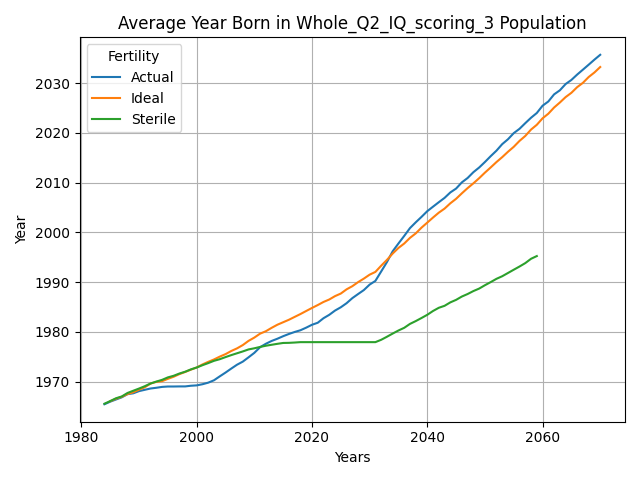 Average Year Born in Whole_Q2_IQ_scoring_3 Population
Fertility
Actual
Ideal
Sterile
Year
2030
2020
2010
2000
1990
1980
1970
1980 2000 2020 2040 2060
Years